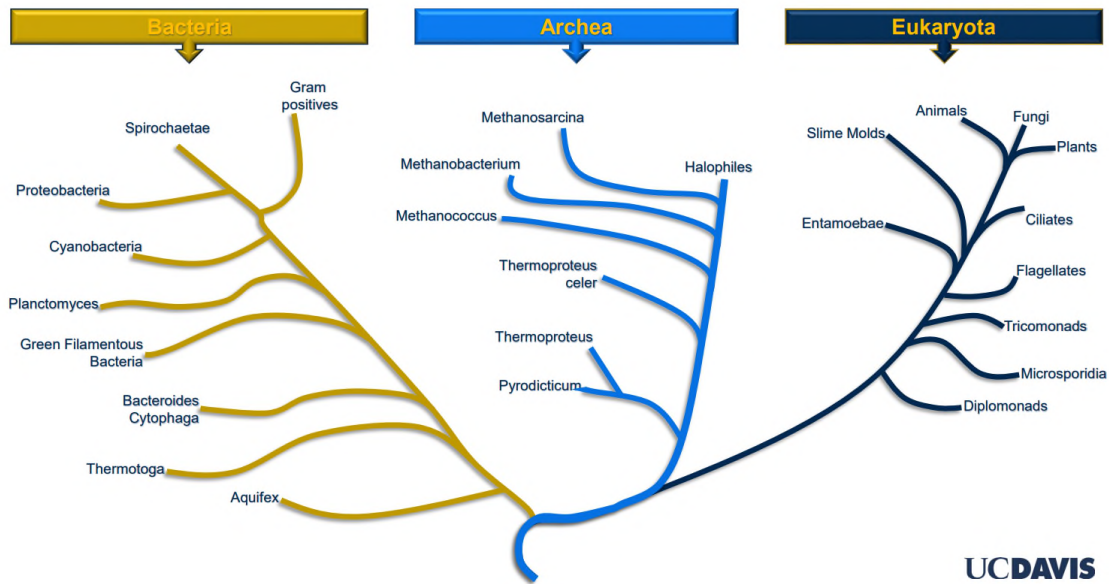 Bacteria
Archea
Eukaryota
Gram
positives
Spirochaetae
Proteobacteria
Cyanobacteria
Planctomyces
Green Filamentous
Bacteria
Bacteroides
Cytophaga
Thermotoga
Aquifex
Methanosarcina
Methanobacterium
Halophiles
Methanococcus
Thermoproteus
celer
Thermoproteus
Pyrodicticum
Animals
Fungi
Slime Molds
Plants
Entamoebae
Ciliates
Flagellates
Tricomonads
Microsporidia
Diplomonads
UCDAVIS